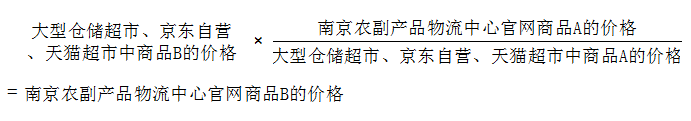 大型仓储超市、京东自营
、天猫超市中商品B的价格
×
南京农副产品物流中心官网商品A的价格
大型仓储超市、京东自营、天猫超市中商品A的价格
= 南京农副产品物流中心官网商品B的价格